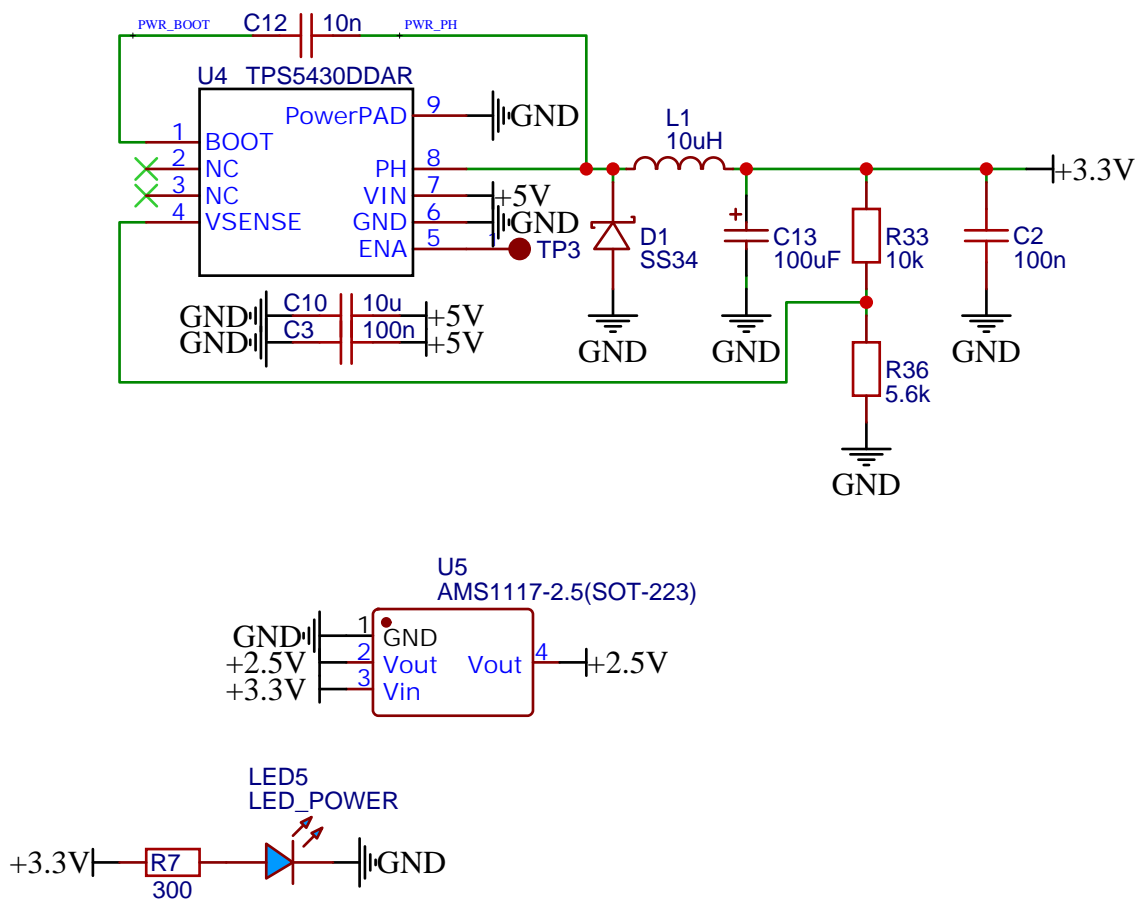 PWR_BOOT
C12
10n
PWR_PH
U4
TPS5430DDAR
PowerPAD
9
GND
1
BOOT
2
NC
3
NC
4
VSENSE
PH
8
VIN
7
+5V
GND
6
GND
ENA
5
1
TP3
L1
10uH
+3.3V
D1
SS34
GND
+
C13
100uF
GND
R33
10k
C2
100n
GND
R36
5.6k
GND
GND
C10
10u
+5V
GND
C3
100n
+5V
U5
AMS1117-2.5(SOT-223)
GND
1
GND
+2.5V
2
Vout
Vout
4
+2.5V
+3.3V
3
Vin
LED5
LED_POWER
+3.3V
R7
300
GND